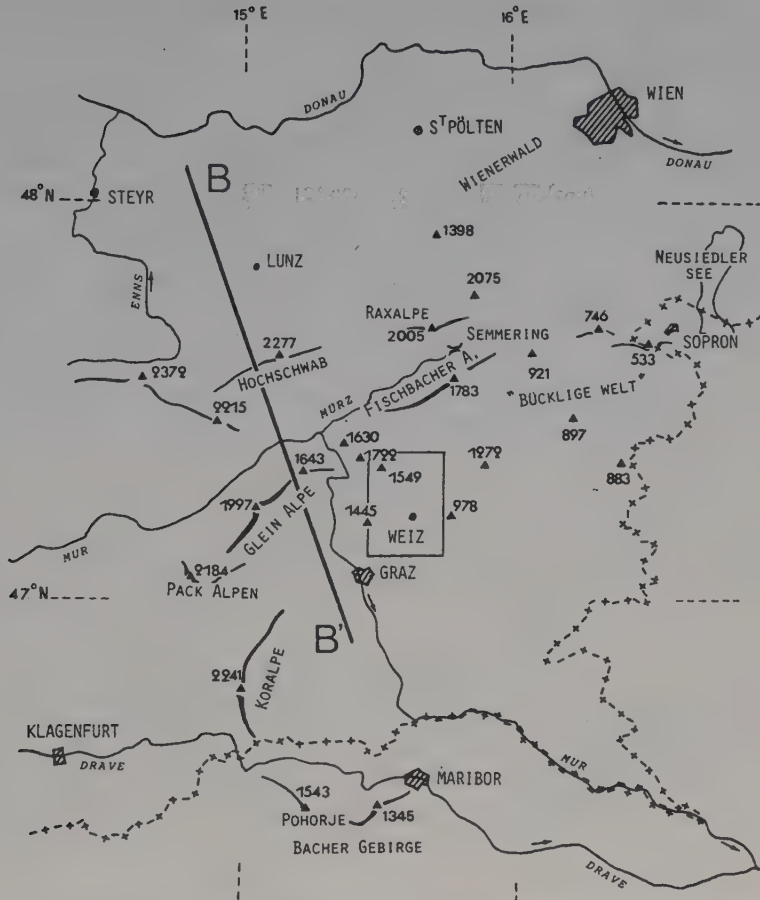 15°E
16°E
DONAU
WIEN
STPÖLTEN
WIENERWALD
DONAU
B
48°N
STEYR
1398
NEUSIEDLER
SEE
LUNZ
2075
ENNS
RAXALPE
2005
746
SEMMERING
SOPRON
2277
533
HOCHSCHWAB
921
2372
FISCHBACHER A.
1783
"BÜCKLIGE WELT"
MÜRZ
2215
897
1630
1722
1272
883
1643
1549
1997
GLEIN ALPE
1445
978
WEIZ
MUR
2184
GRAZ
PACK ALPEN
47°N
B'
2241
KORALPE
KLAGENFURT
DRAVE
MUR
MARIBOR
1543
POHORJE
1345
BACHER GEBIRGE
DRAVE